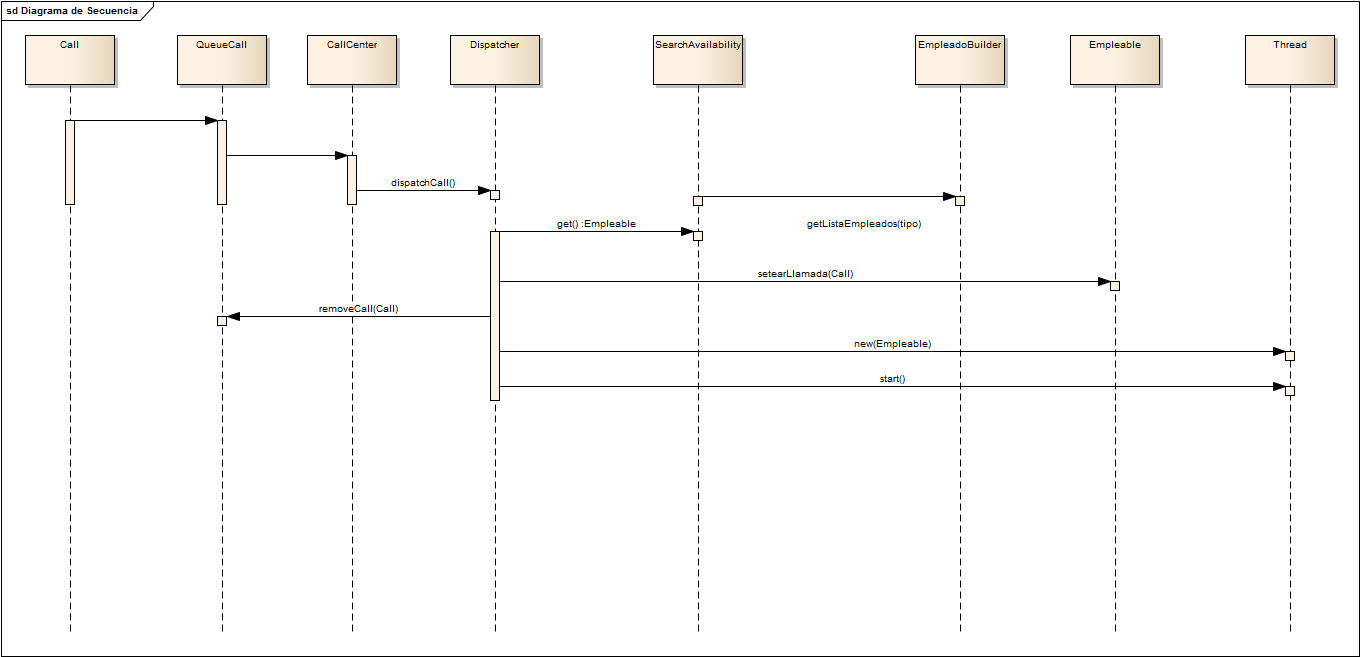 sd Diagrama de Secuencia
Call
QueueCall
CallCenter
Dispatcher
SearchAvailability
EmpleadoBuilder
Empleable
Thread
dispatchCall()
get() :Empleable
getListaEmpleados(tipo)
setearLlamada(Call)
removeCall(Call)
new(Empleable)
start()